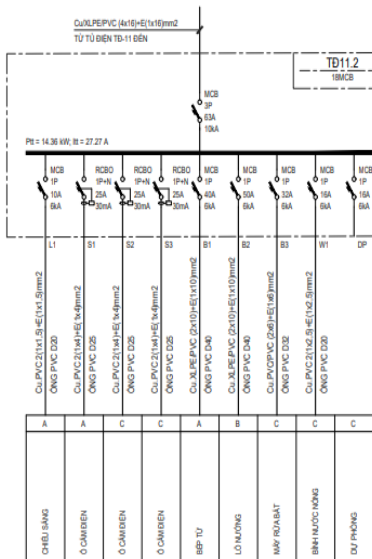 Cu/XLPE/PVC (4x16)+E(1x16)mm2
TỪ TỦ ĐIỆN TĐ-11 ĐẾN
TĐ11.2
18MCB
MCB
3P
63A
10kA
Ptt = 14.36 kW; Itt = 27.27 A
MCB
1P
10A
6kA
RCBO
1P+N
25A
30mA
RCBO
1P+N
25A
30mA
RCBO
1P+N
25A
30mA
MCB
1P
40A
6kA
MCB
1P
50A
6kA
MCB
1P
32A
6kA
MCB
1P
16A
6kA
MCB
1P
16A
6kA
L1
S1
S2
S3
B1
B2
B3
W1
DP
Cu.PVC 2(1x1.5)+E(1x1.5)mm2
ỐNG PVC D20
Cu.PVC 2(1x4)+E(1x4)mm2
ỐNG PVC D25
Cu.PVC 2(1x4)+E(1x4)mm2
ỐNG PVC D25
Cu.PVC 2(1x4)+E(1x4)mm2
ỐNG PVC D25
Cu.XLPE/PVC (2x10)+E(1x10)mm2
ỐNG PVC D40
Cu.XLPE/PVC (2x10)+E(1x10)mm2
ỐNG PVC D40
Cu.PVC/PVC (2x6)+E(1x6)mm2
ỐNG PVC D32
Cu.PVC 2(1x2.5)+E(1x2.5)mm2
ỐNG PVC D20
A
A
C
C
A
B
C
C
C
CHIẾU SÁNG
Ổ CẮM ĐIỆN
Ổ CẮM ĐIỆN
Ổ CẮM ĐIỆN
BẾP TỪ
LÒ NƯỚNG
MÁY RỬA BÁT
BÌNH NƯỚC NÓNG
DỰ PHÒNG